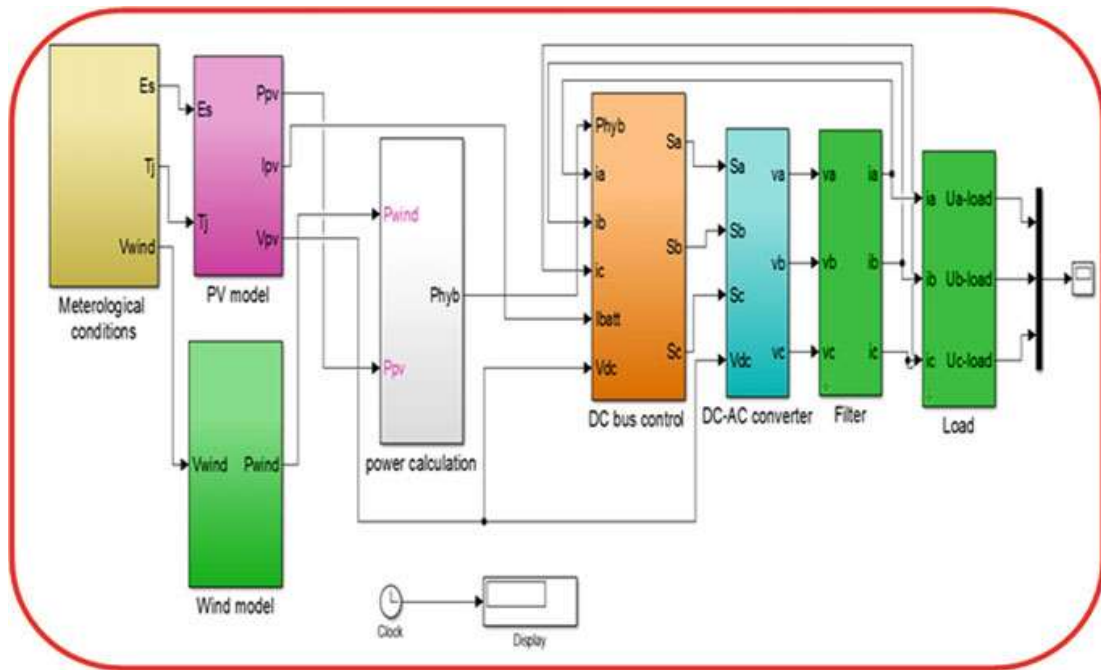 Es
Tj
Vwind
Meterological
conditions
Es
Tj
Ppv
Ipv
Vpv
PV model
Vwind
Pwind
Wind model
Pwind
Ppv
Phyb
power calculation
Phyb
ia
ib
ic
Ibatt
Vdc
Sa
Sb
Sc
DC bus control
Sa
Sb
Sc
Vdc
va
vb
vc
DC-AC converter
va
vb
vc
ia
ib
ic
Filter
ia
ib
ic
Ua-load
Ub-load
Uc-load
Load
Clock
Display